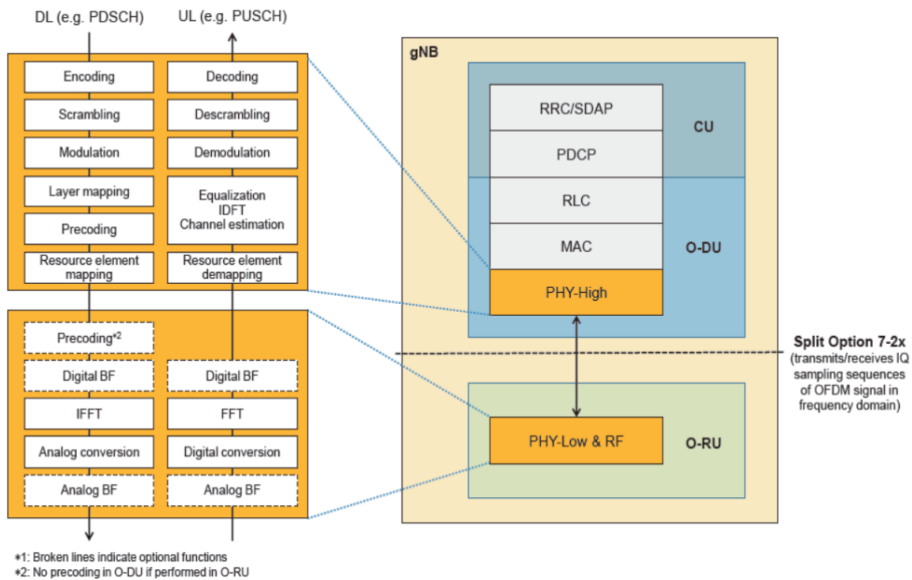 DL (e.g. PDSCH)
UL (e.g. PUSCH)
Encoding
Scrambling
Modulation
Layer mapping
Precoding
Resource element
mapping
Decoding
Descrambling
Demodulation
Equalization
IDFT
Channel estimation
Resource element
demapping
Precoding*2
Digital BF
IFFT
Analog conversion
Analog BF
Digital BF
FFT
Digital conversion
Analog BF
*1: Broken lines indicate optional functions
*2: No precoding in O-DU if performed in O-RU
gNB
RRC/SDAP
PDCP
CU
RLC
MAC
O-DU
PHY-High
Split Option 7-2x
(transmits/receives IQ
sampling sequences
of OFDM signal in
frequency domain)
PHY-Low & RF
O-RU